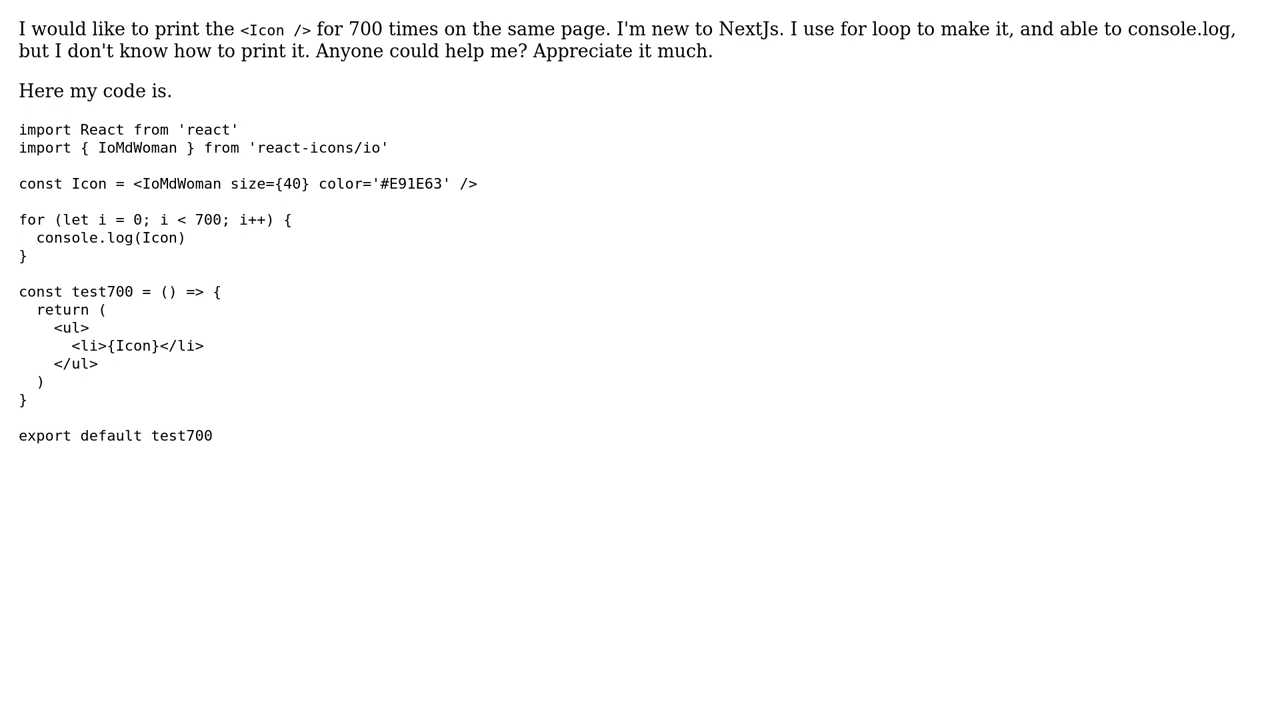 I would like to print the <Icon /> for 700 times on the same page. I'm new to NextJs. I use for loop to make it, and able to console.log,
but I don't know how to print it. Anyone could help me? Appreciate it much.
Here my code is.
import React from 'react'
import { IoMdWoman } from 'react-icons/io'
const Icon = <IoMdWoman size={40} color='#E91E63' />
for (let i = 0; i < 700; i++) {
  console.log(Icon)
}
const test700 = () => {
  return (
    <ul>
      <li>{Icon}</li>
    </ul>
  )
}
export default test700